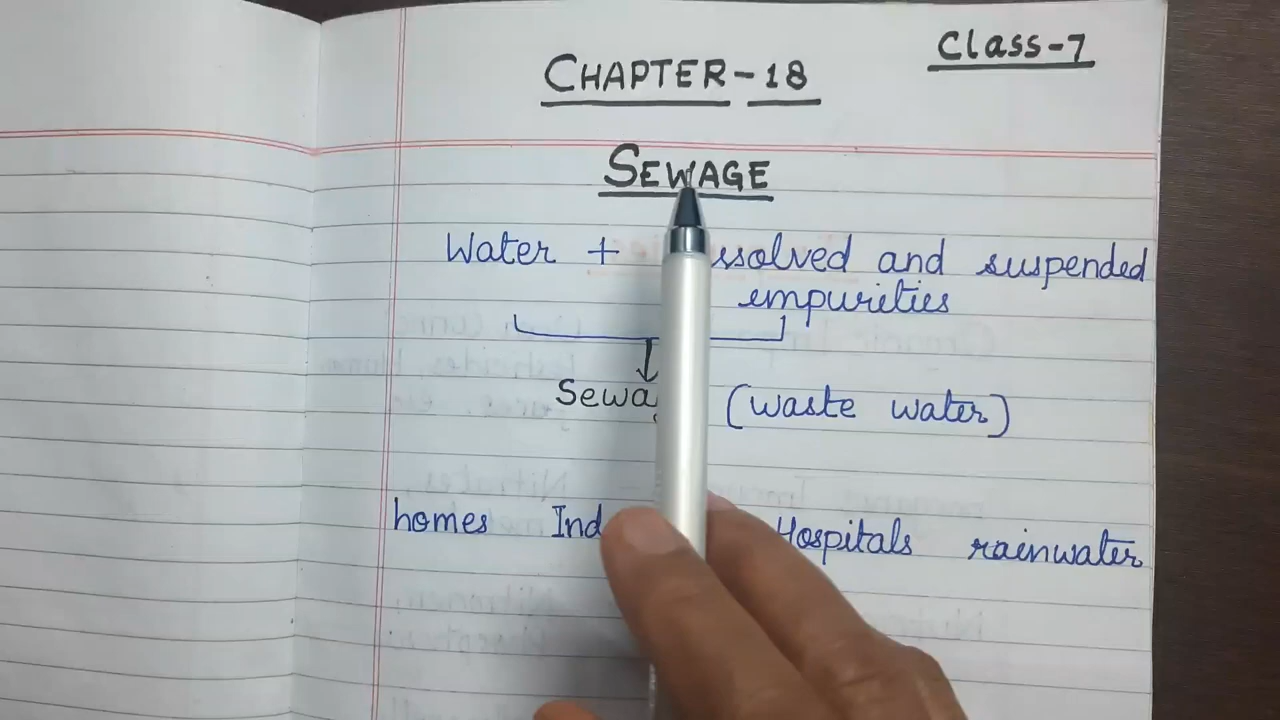 Class-7
CHAPTER-18
SEWAGE
Water + ssolved and suspended
empurities
Sewa (waste water)
homes Ind Hospitals rainwater